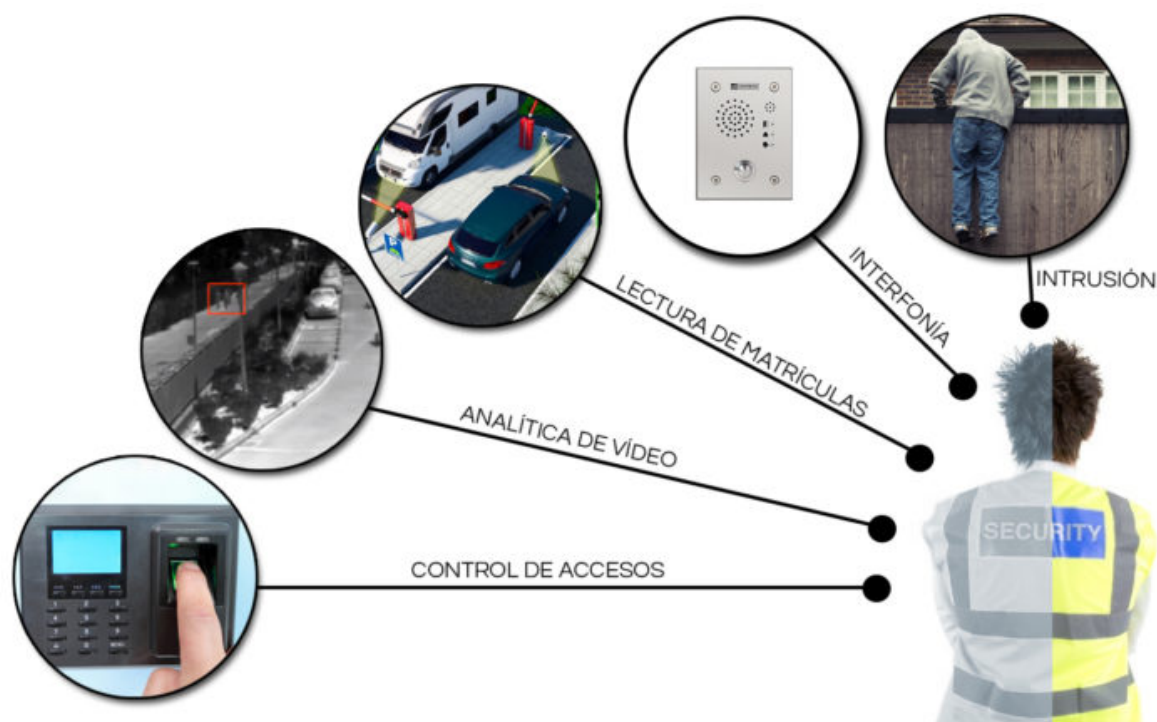 INTERFONÍA
INTRUSIÓN
LECTURA DE MATRÍCULAS
ANALÍTICA DE VÍDEO
CONTROL DE ACCESOS
SECURITY